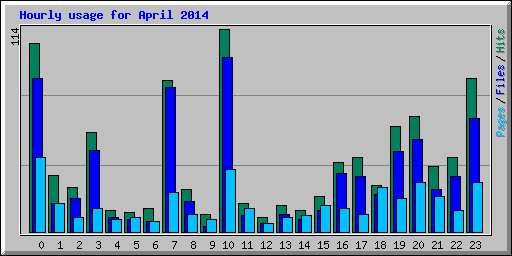 Hourly usage for April 2014
114
Pages / Files / Hits
0 1 2 3 4 5 6 7 8 9 10 11 12 13 14 15 16 17 18 19 20 21 22 23